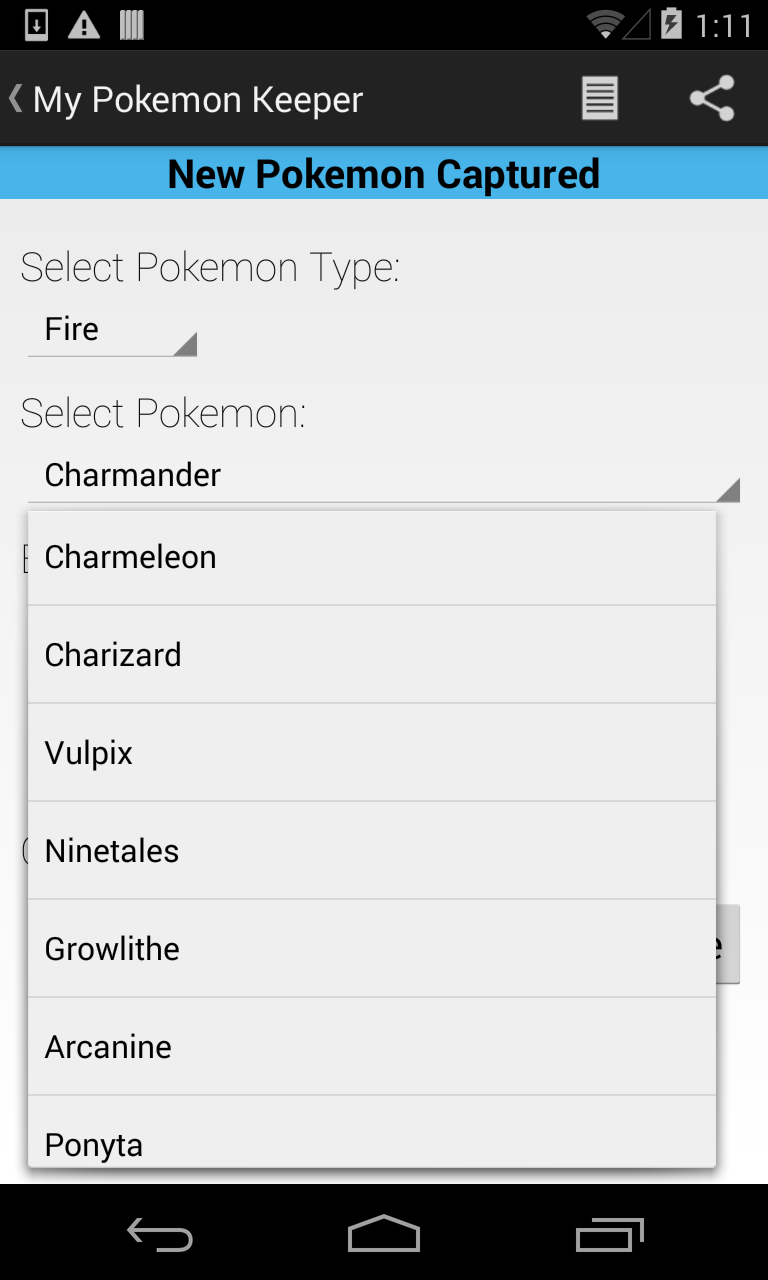 1:11
My Pokemon Keeper
New Pokemon Captured
Select Pokemon Type:
Fire
Select Pokemon:
Charmander
Charmeleon
Charizard
Vulpix
Ninetales
Growlithe
Arcanine
Ponyta